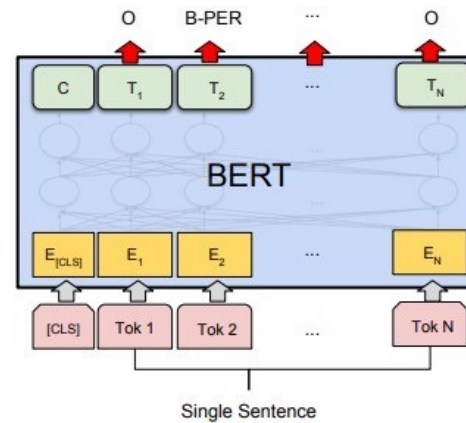 O B-PER ... O
C T1 T2 ... TN
BERT
E[CLS] E1 E2 ... EN
[CLS] Tok 1 Tok 2 ... Tok N
Single Sentence